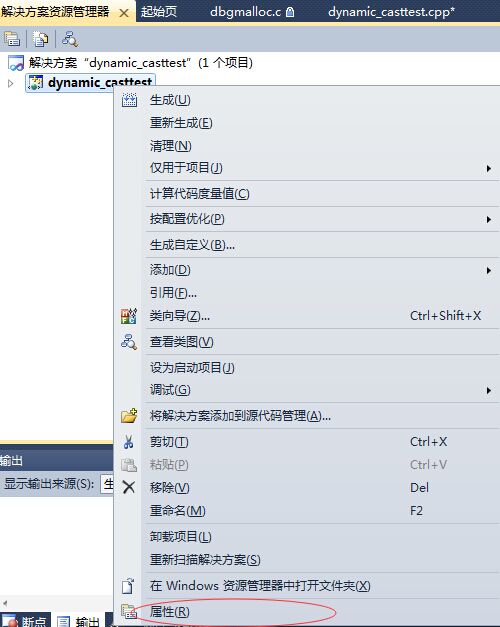 解决方案资源管理器 起始页 dbgmalloc.c dynamic_casttest.cpp*
解决方案“dynamic_casttest”(1 个项目)
dynamic_casttest
生成(U)
重新生成(E)
清理(N)
仅用于项目(J)
计算代码度量值(C)
按配置优化(P)
生成自定义(B)...
添加(D)
引用(F)...
类向导(Z)... Ctrl+Shift+X
查看类图(V)
设为启动项目(J)
调试(G)
将解决方案添加到源代码管理(A)...
剪切(T) Ctrl+X
粘贴(P) Ctrl+V
移除(V) Del
重命名(M) F2
卸载项目(L)
重新扫描解决方案(S)
在 Windows 资源管理器中打开文件夹(X)
属性(R)
输出
显示输出来源(S): 生
断点 输出